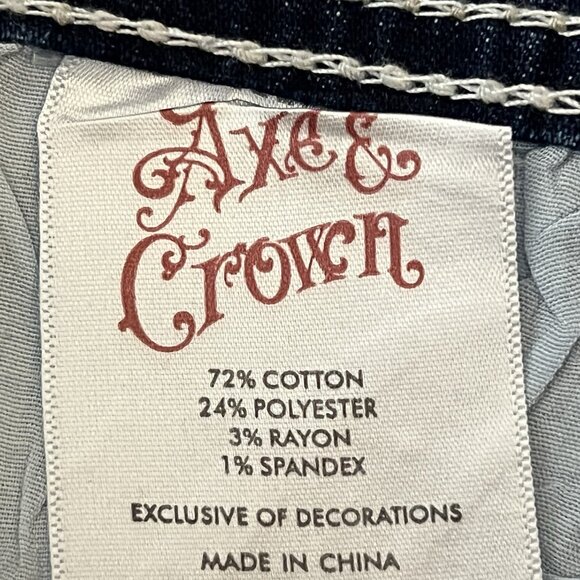 Axe &
Crown
72% COTTON
24% POLYESTER
3% RAYON
1% SPANDEX
EXCLUSIVE OF DECORATIONS
MADE IN CHINA